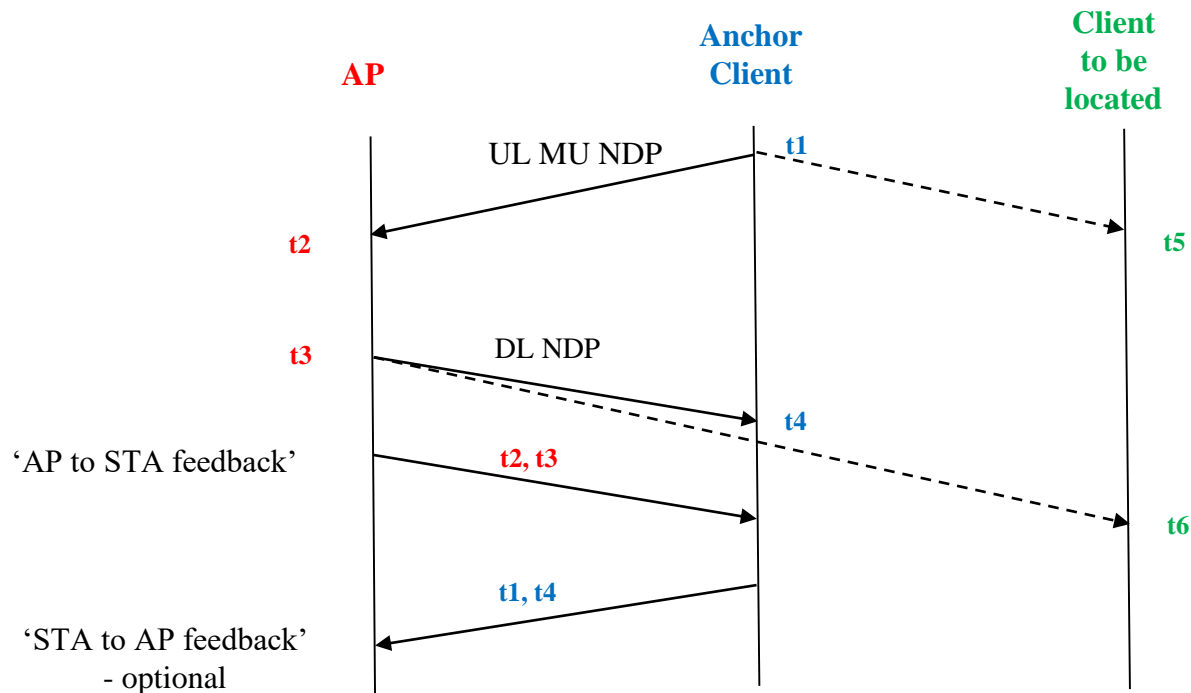 Client
to be
located
Anchor
Client
AP
UL MU NDP
t1
t2
t5
DL NDP
t3
t4
‘AP to STA feedback’
t2, t3
t6
t1, t4
‘STA to AP feedback’
- optional